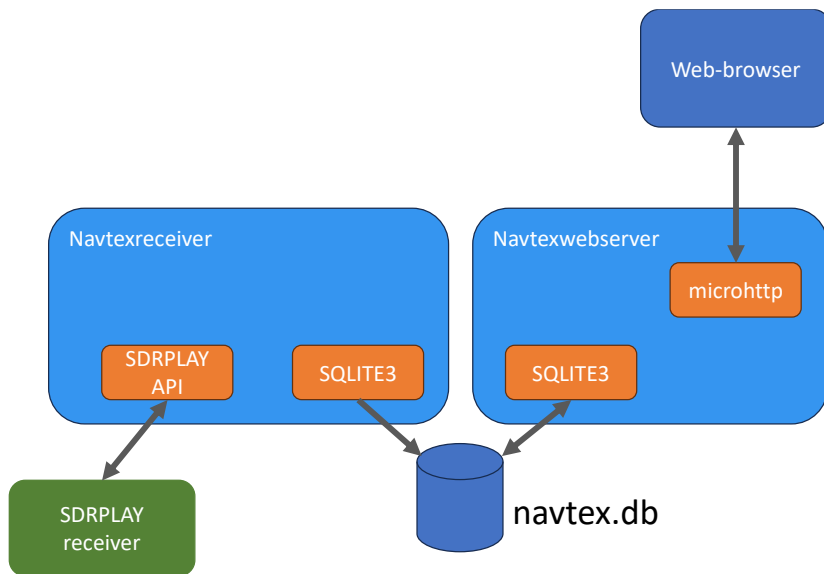 Web-browser
Navtexreceiver
Navtexwebserver
microhttp
SDRPLAY
API
SQLITE3
SQLITE3
SDRPLAY
receiver
navtex.db